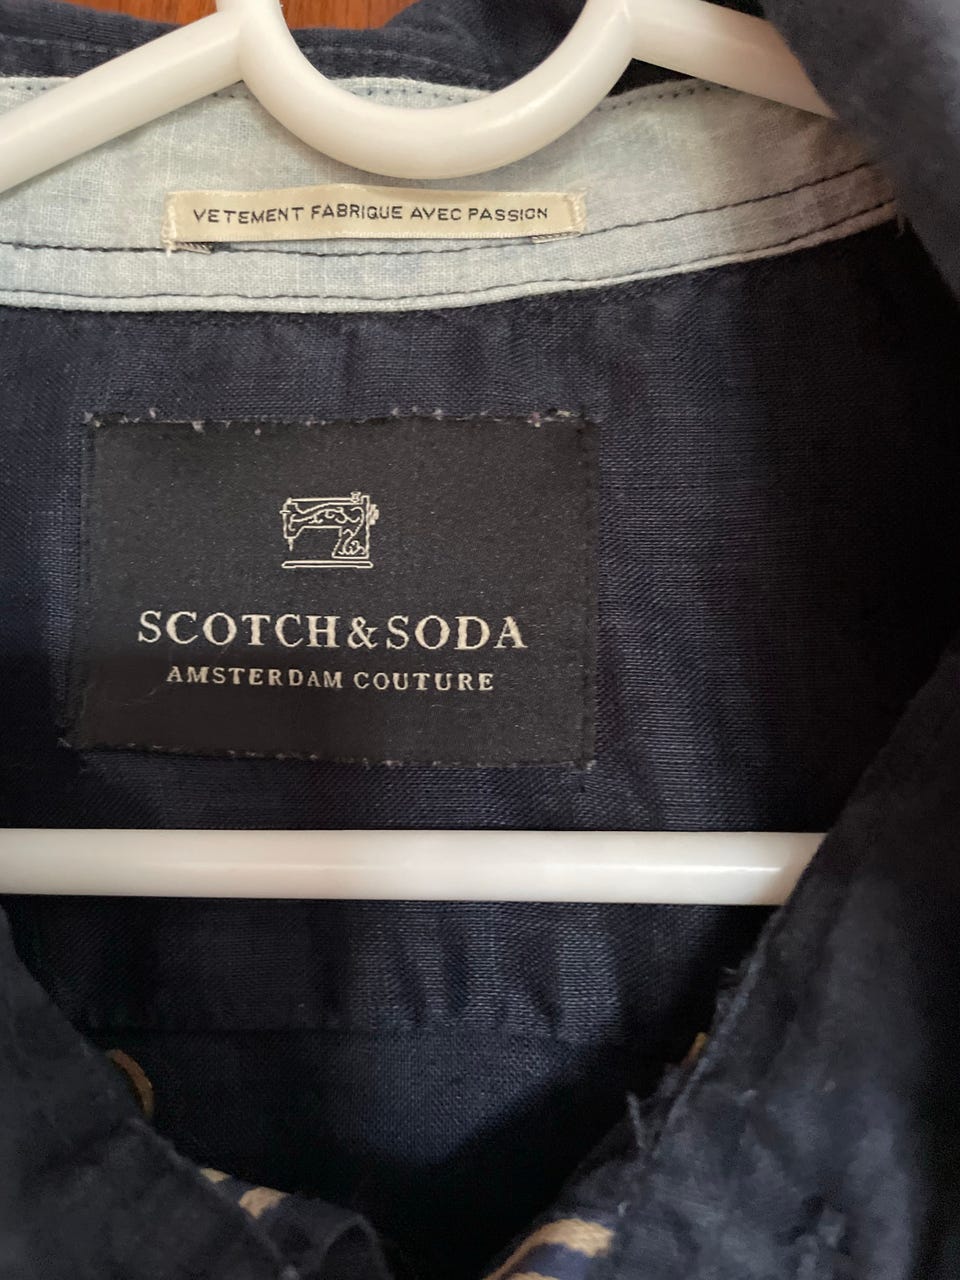 VETEMENT FABRIQUE AVEC PASSION
SCOTCH & SODA
AMSTERDAM COUTURE